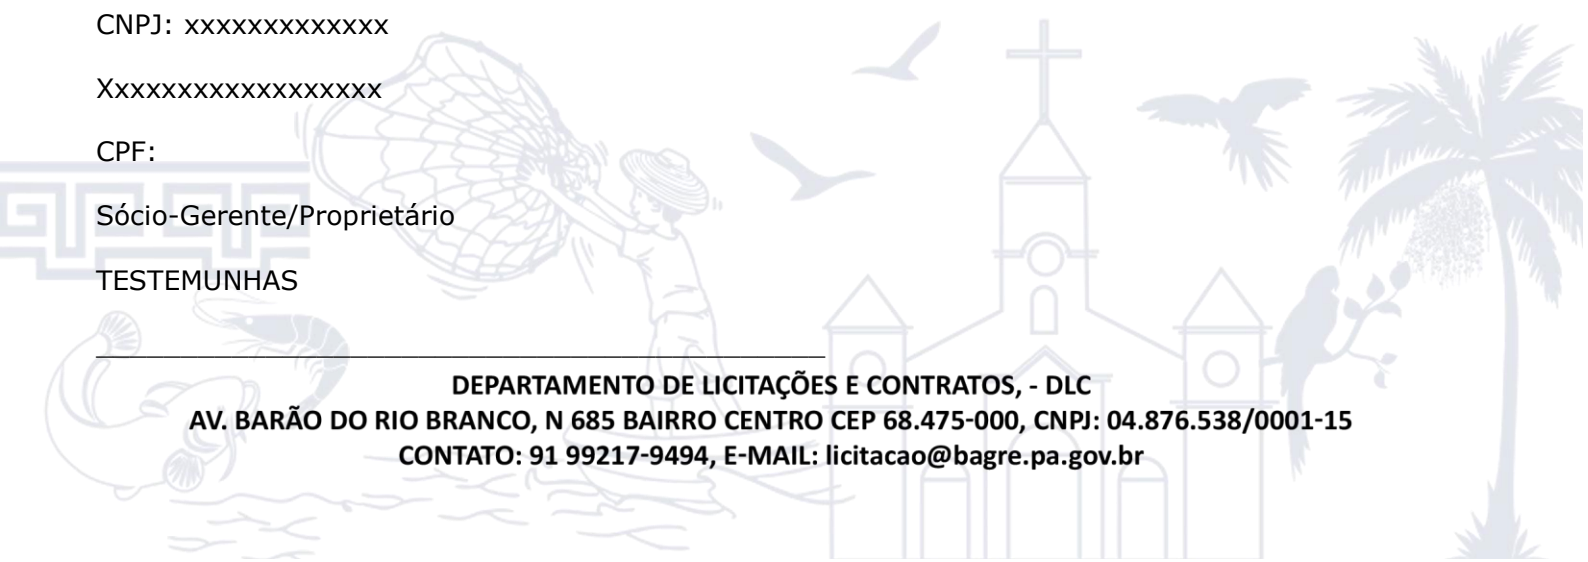 CNPJ: xxxxxxxxxxxxx
Xxxxxxxxxxxxxxxxxx
CPF:
Sócio-Gerente/Proprietário
TESTEMUNHAS
DEPARTAMENTO DE LICITAÇÕES E CONTRATOS, - DLC
AV. BARÃO DO RIO BRANCO, N 685 BAIRRO CENTRO CEP 68.475-000, CNPJ: 04.876.538/0001-15
CONTATO: 91 99217-9494, E-MAIL: licitacao@bagre.pa.gov.br